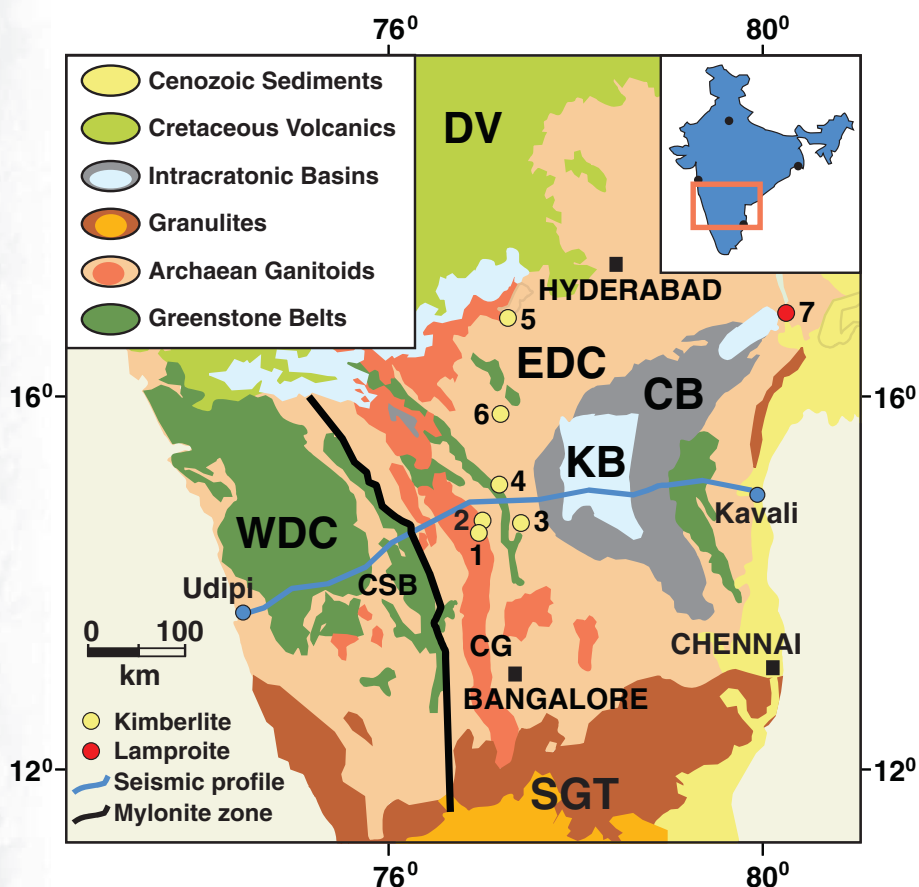 76⁰
80⁰
Cenozoic Sediments
Cretaceous Volcanics
Intracratonic Basins
Granulites
Archaean Ganitoids
Greenstone Belts
DV
HYDERABAD
5
7
EDC
CB
16⁰
16⁰
6
KB
4
2
3
1
Kavali
WDC
CSB
Udipi
0 100
km
CG
CHENNAI
BANGALORE
Kimberlite
Lamproite
Seismic profile
Mylonite zone
12⁰
12⁰
SGT
76⁰
80⁰